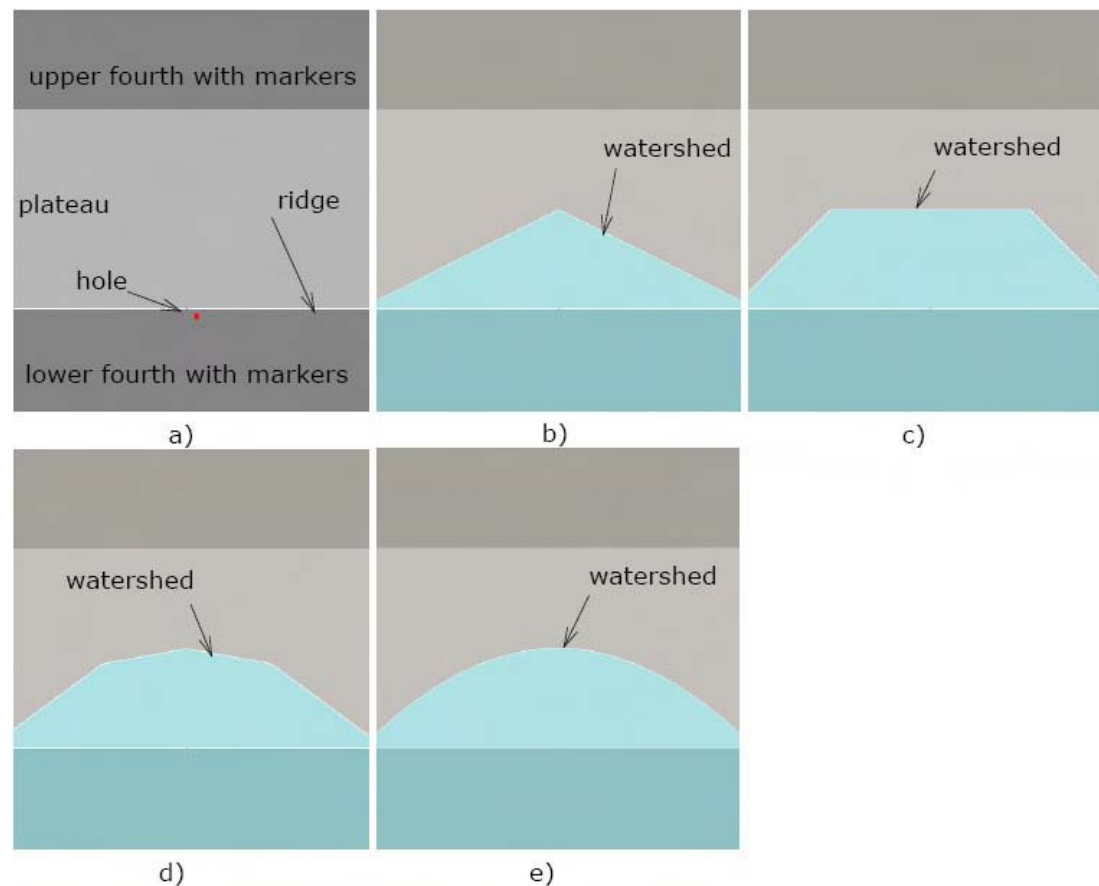 upper fourth with markers
plateau
ridge
hole
lower fourth with markers
a)
watershed
b)
watershed
c)
watershed
d)
watershed
e)